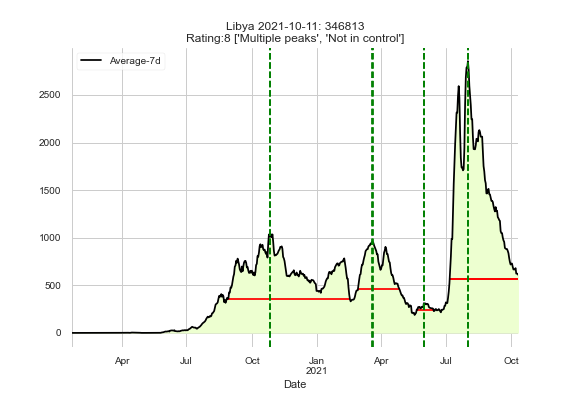 Libya 2021-10-11: 346813
Rating:8 ['Multiple peaks', 'Not in control']
Average-7d
2500
2000
1500
1000
500
0
Apr Jul Oct Jan Apr Jul Oct
2021
Date